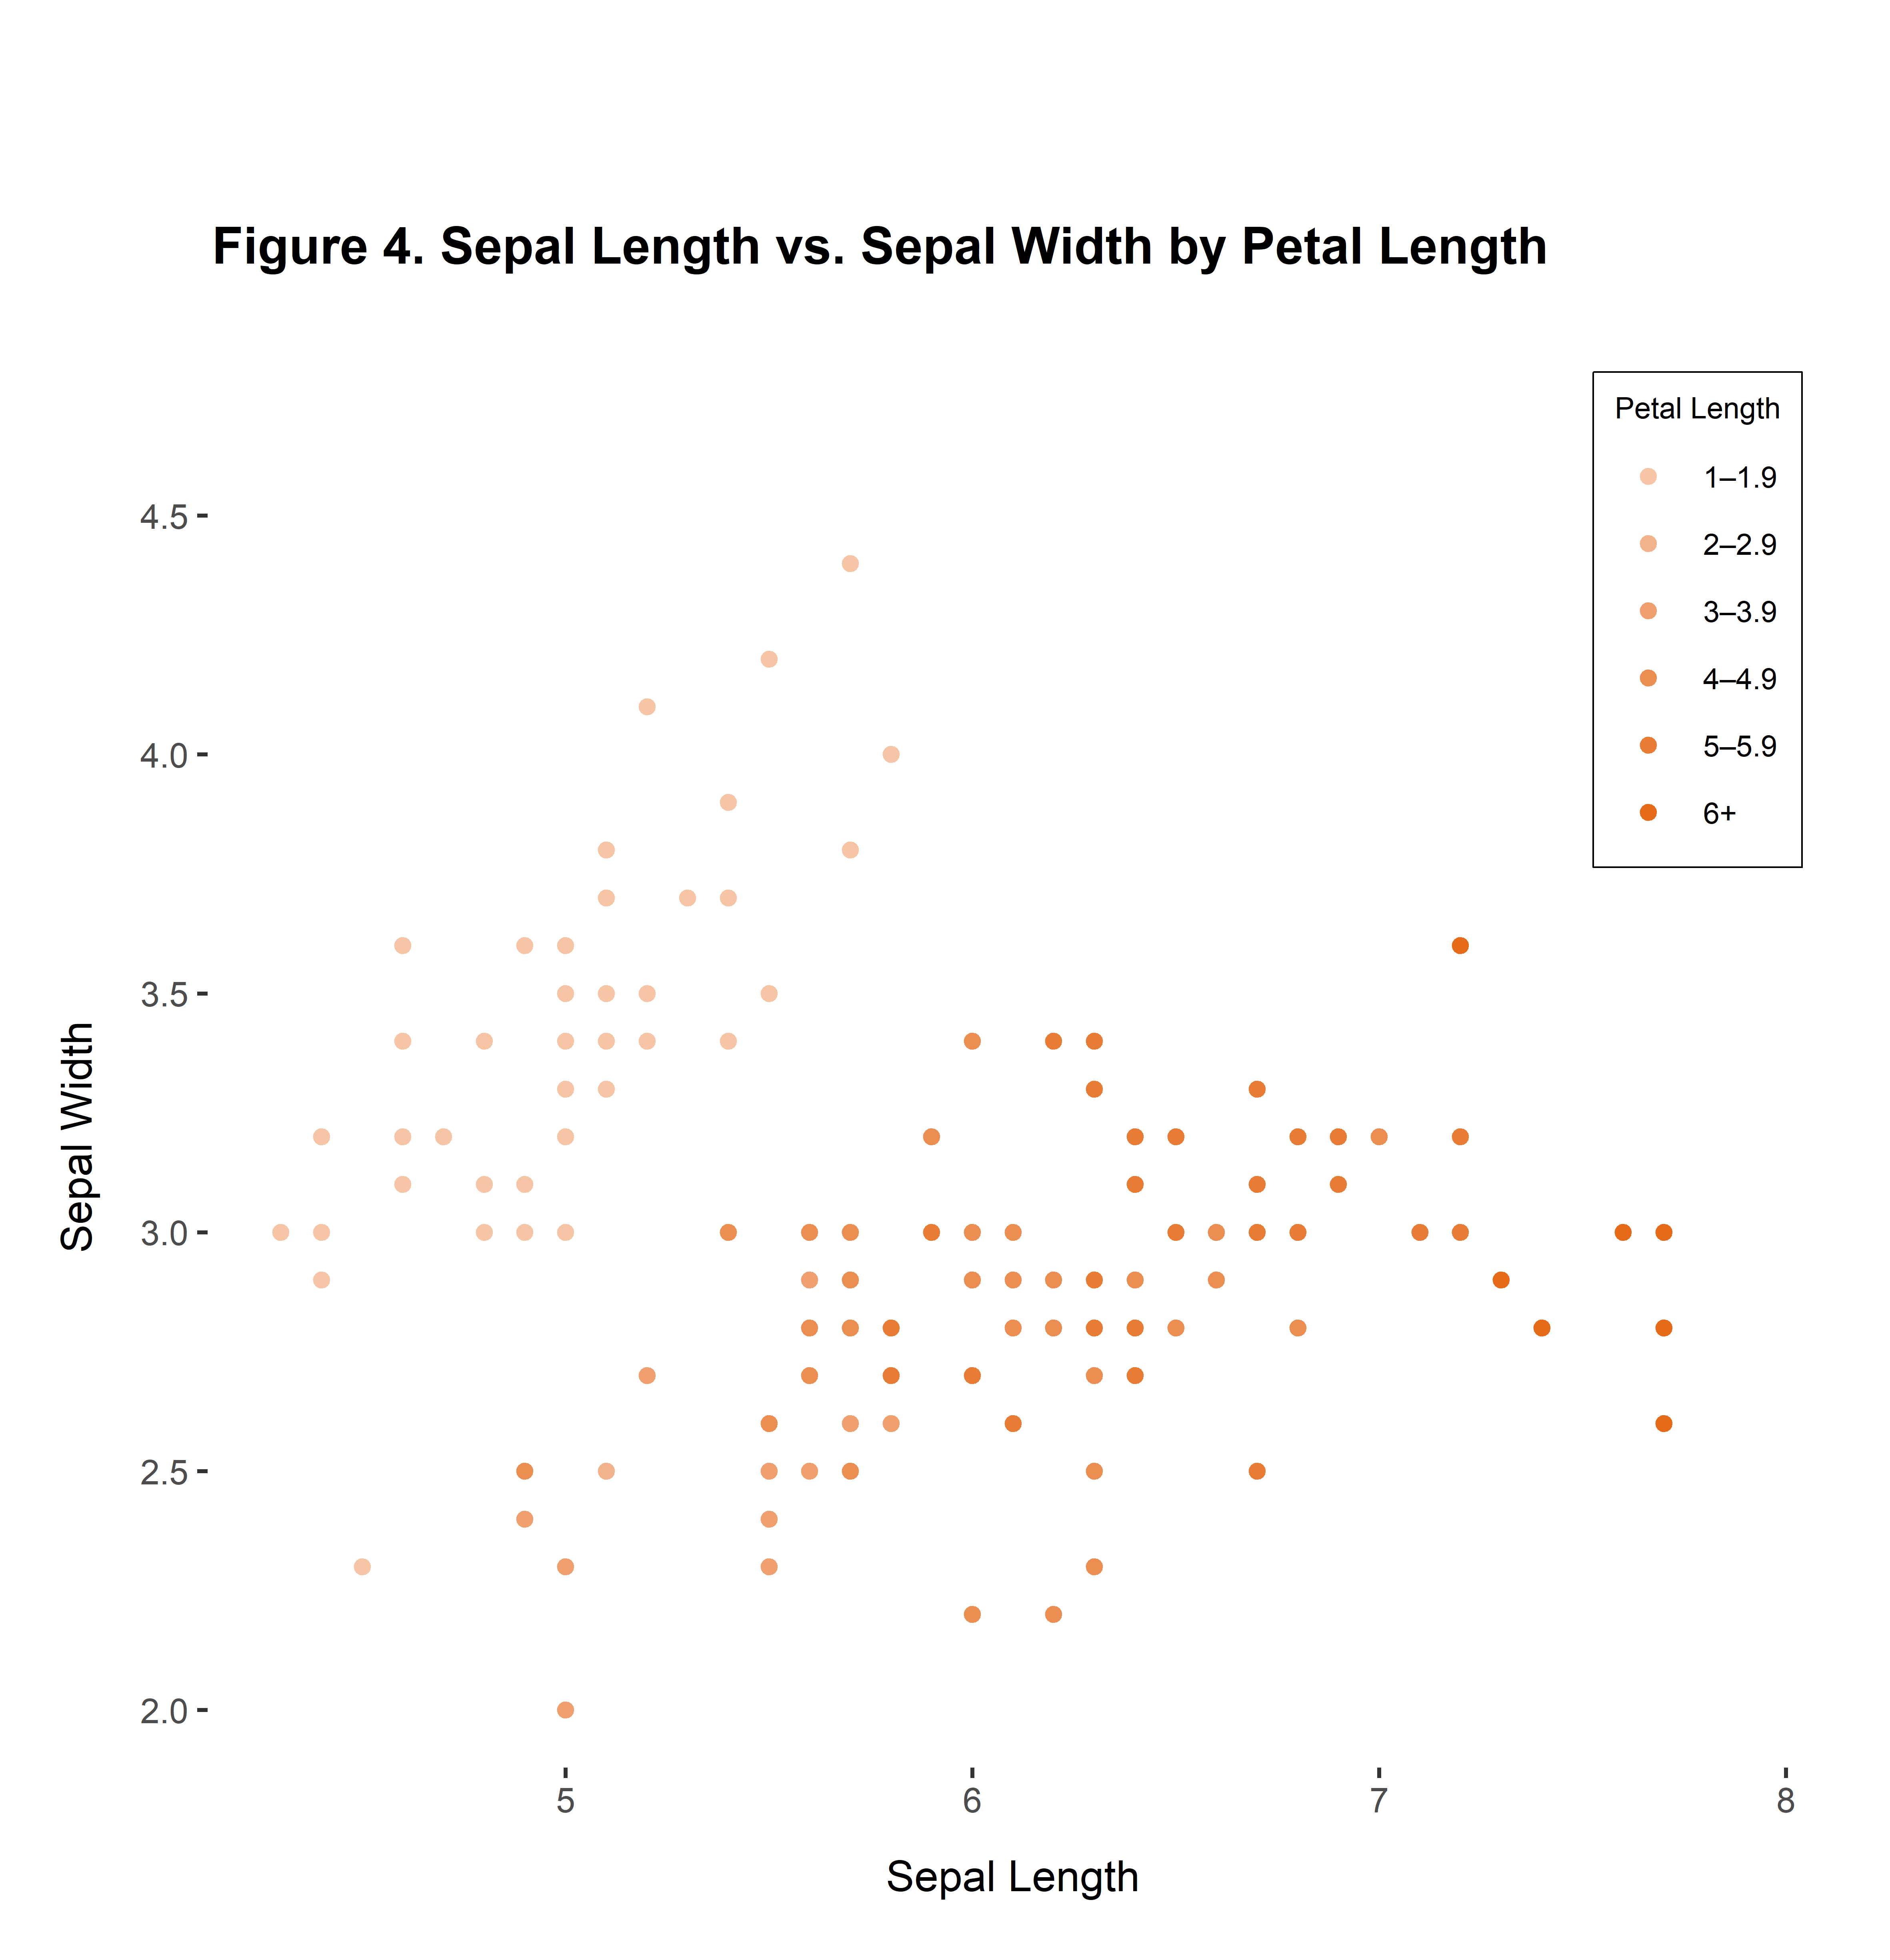 Figure 4. Sepal Length vs. Sepal Width by Petal Length
Petal Length
1–1.9
2–2.9
3–3.9
4–4.9
5–5.9
6+
4.5
4.0
3.5
3.0
2.5
2.0
Sepal Width
5 6 7 8
Sepal Length